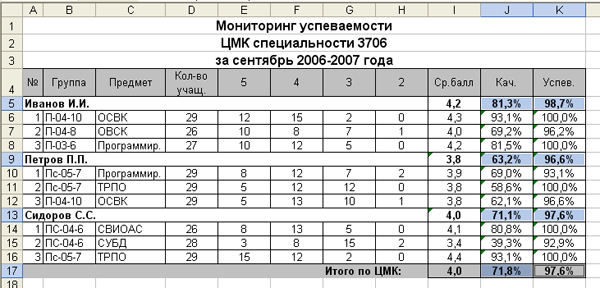 A B C D E F G H I J K
1 Мониторинг успеваемости
2 ЦМК специальности 3706
3 за сентябрь 2006-2007 года
4 № Группа Предмет Кол-во учащ. 5 4 3 2 Ср.балл Кач. Успев.
5 Иванов И.И. 4,2 81,3% 98,7%
6 1 П-04-10 ОСВК 29 12 15 2 0 4,3 93,1% 100,0%
7 2 П-04-8 ОВСК 26 10 8 7 1 4,0 69,2% 96,2%
8 3 П-03-6 Программир. 27 10 12 5 0 4,2 81,5% 100,0%
9 Петров П.П. 3,8 63,2% 96,6%
10 1 Пс-05-7 Программир. 29 8 12 7 2 3,9 69,0% 93,1%
11 2 Пс-05-7 ТРПО 29 5 12 12 0 3,8 58,6% 100,0%
12 3 П-04-10 ОСВК 29 5 13 10 1 3,8 62,1% 96,6%
13 Сидоров С.С. 4,0 71,1% 97,6%
14 1 ПС-04-6 СВИОАС 26 8 13 5 0 4,1 80,8% 100,0%
15 2 ПС-04-6 СУБД 28 3 8 15 2 3,4 39,3% 92,9%
16 3 Пс-05-7 ТРПО 29 15 12 2 0 4,4 93,1% 100,0%
17 Итого по ЦМК: 4,0 71,8% 97,6%
18